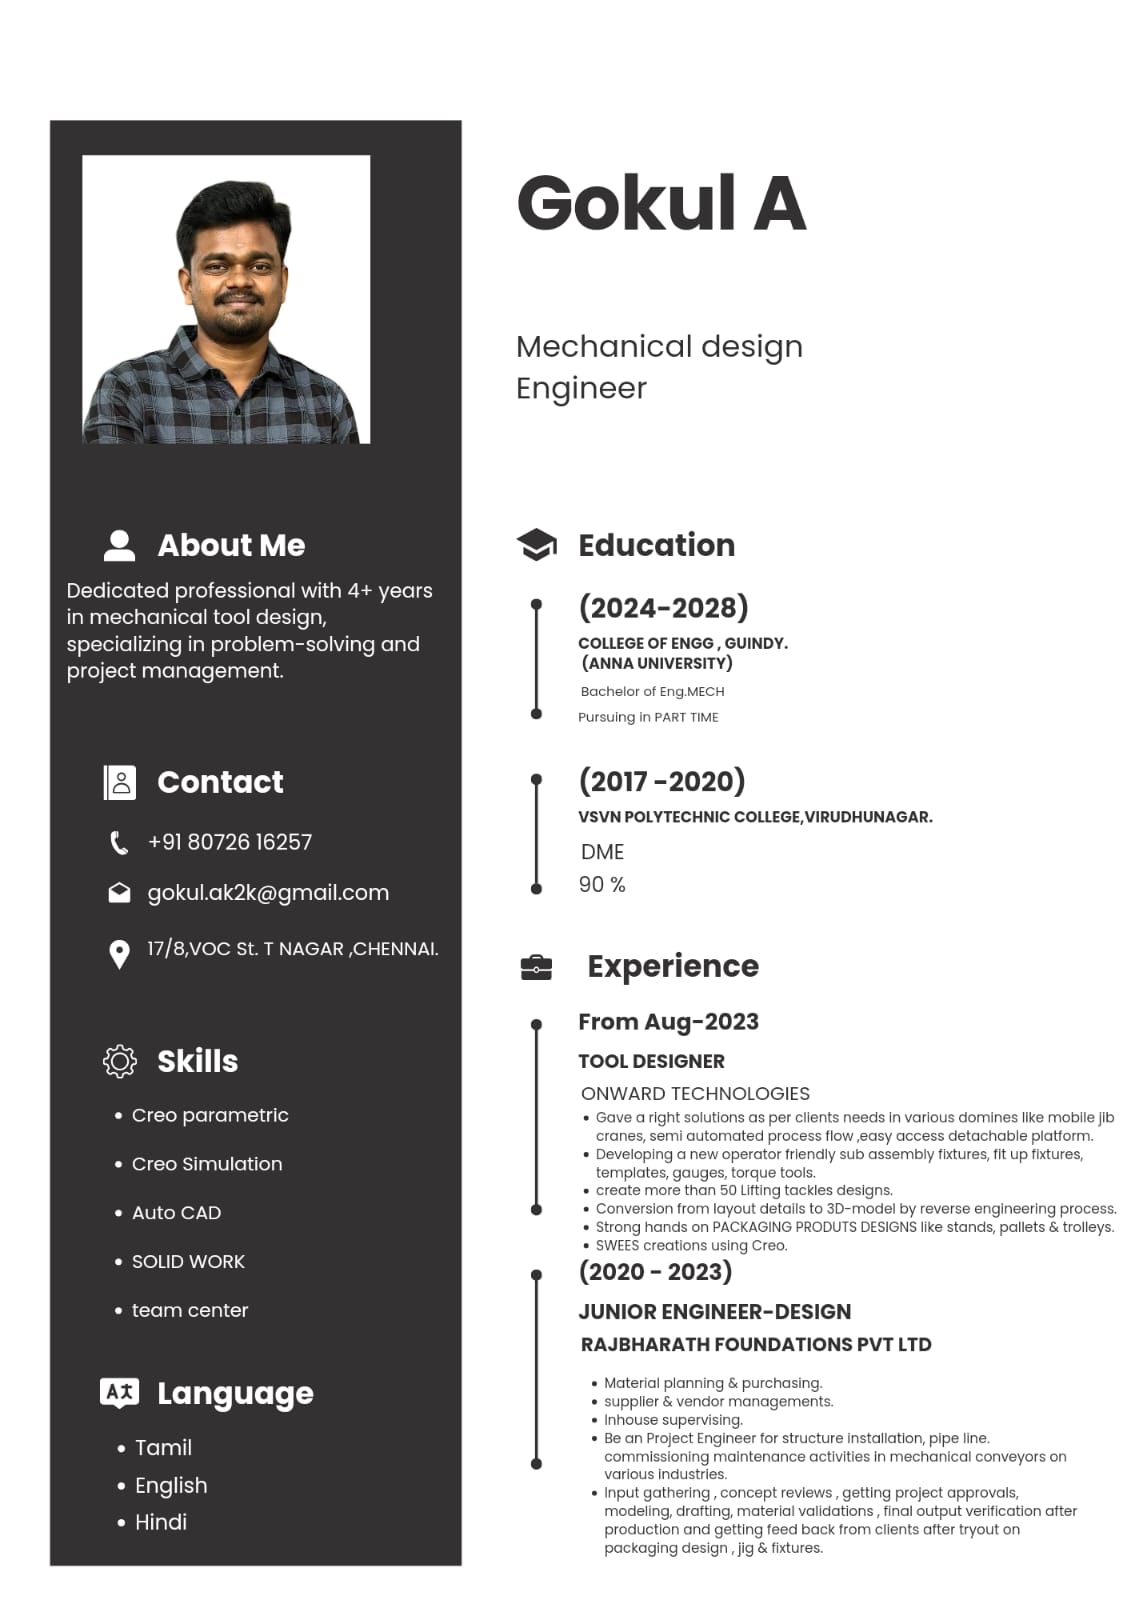 Gokul A
Mechanical design
Engineer
About Me
Dedicated professional with 4+ years
in mechanical tool design,
specializing in problem-solving and
project management.
Contact
+91 80726 16257
gokul.ak2k@gmail.com
17/8,VOC St. T NAGAR ,CHENNAI.
Skills
• Creo parametric
• Creo Simulation
• Auto CAD
• SOLID WORK
• team center
Language
• Tamil
• English
• Hindi
Education
(2024-2028)
COLLEGE OF ENGG , GUINDY.
(ANNA UNIVERSITY)
Bachelor of Eng.MECH
Pursuing in PART TIME
(2017 -2020)
VSVN POLYTECHNIC COLLEGE,VIRUDHUNAGAR.
DME
90 %
Experience
From Aug-2023
TOOL DESIGNER
ONWARD TECHNOLOGIES
• Gave a right solutions as per clients needs in various domines like mobile jib
cranes, semi automated process flow ,easy access detachable platform.
• Developing a new operator friendly sub assembly fixtures, fit up fixtures,
templates, gauges, torque tools.
• create more than 50 Lifting tackles designs.
• Conversion from layout details to 3D-model by reverse engineering process.
• Strong hands on PACKAGING PRODUTS DESIGNS like stands, pallets & trolleys.
• SWEES creations using Creo.
(2020 - 2023)
JUNIOR ENGINEER-DESIGN
RAJBHARATH FOUNDATIONS PVT LTD
• Material planning & purchasing.
• supplier & vendor managements.
• Inhouse supervising.
• Be an Project Engineer for structure installation, pipe line.
commissioning maintenance activities in mechanical conveyors on
various industries.
• Input gathering , concept reviews , getting project approvals,
modeling, drafting, material validations , final output verification after
production and getting feed back from clients after tryout on
packaging design , jig & fixtures.